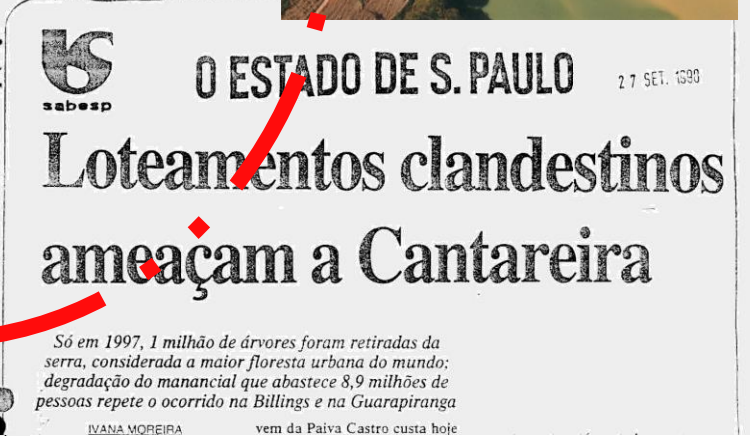 sabesp
O ESTADO DE S. PAULO
27 SET. 1998
Loteamentos clandestinos
ameaçam a Cantareira
Só em 1997, 1 milhão de árvores foram retiradas da
serra, considerada a maior floresta urbana do mundo;
degradação do manancial que abastece 8,9 milhões de
pessoas repete o ocorrido na Billings e na Guarapiranga
IVANA MOREIRA
vem da Paiva Castro custa hoje